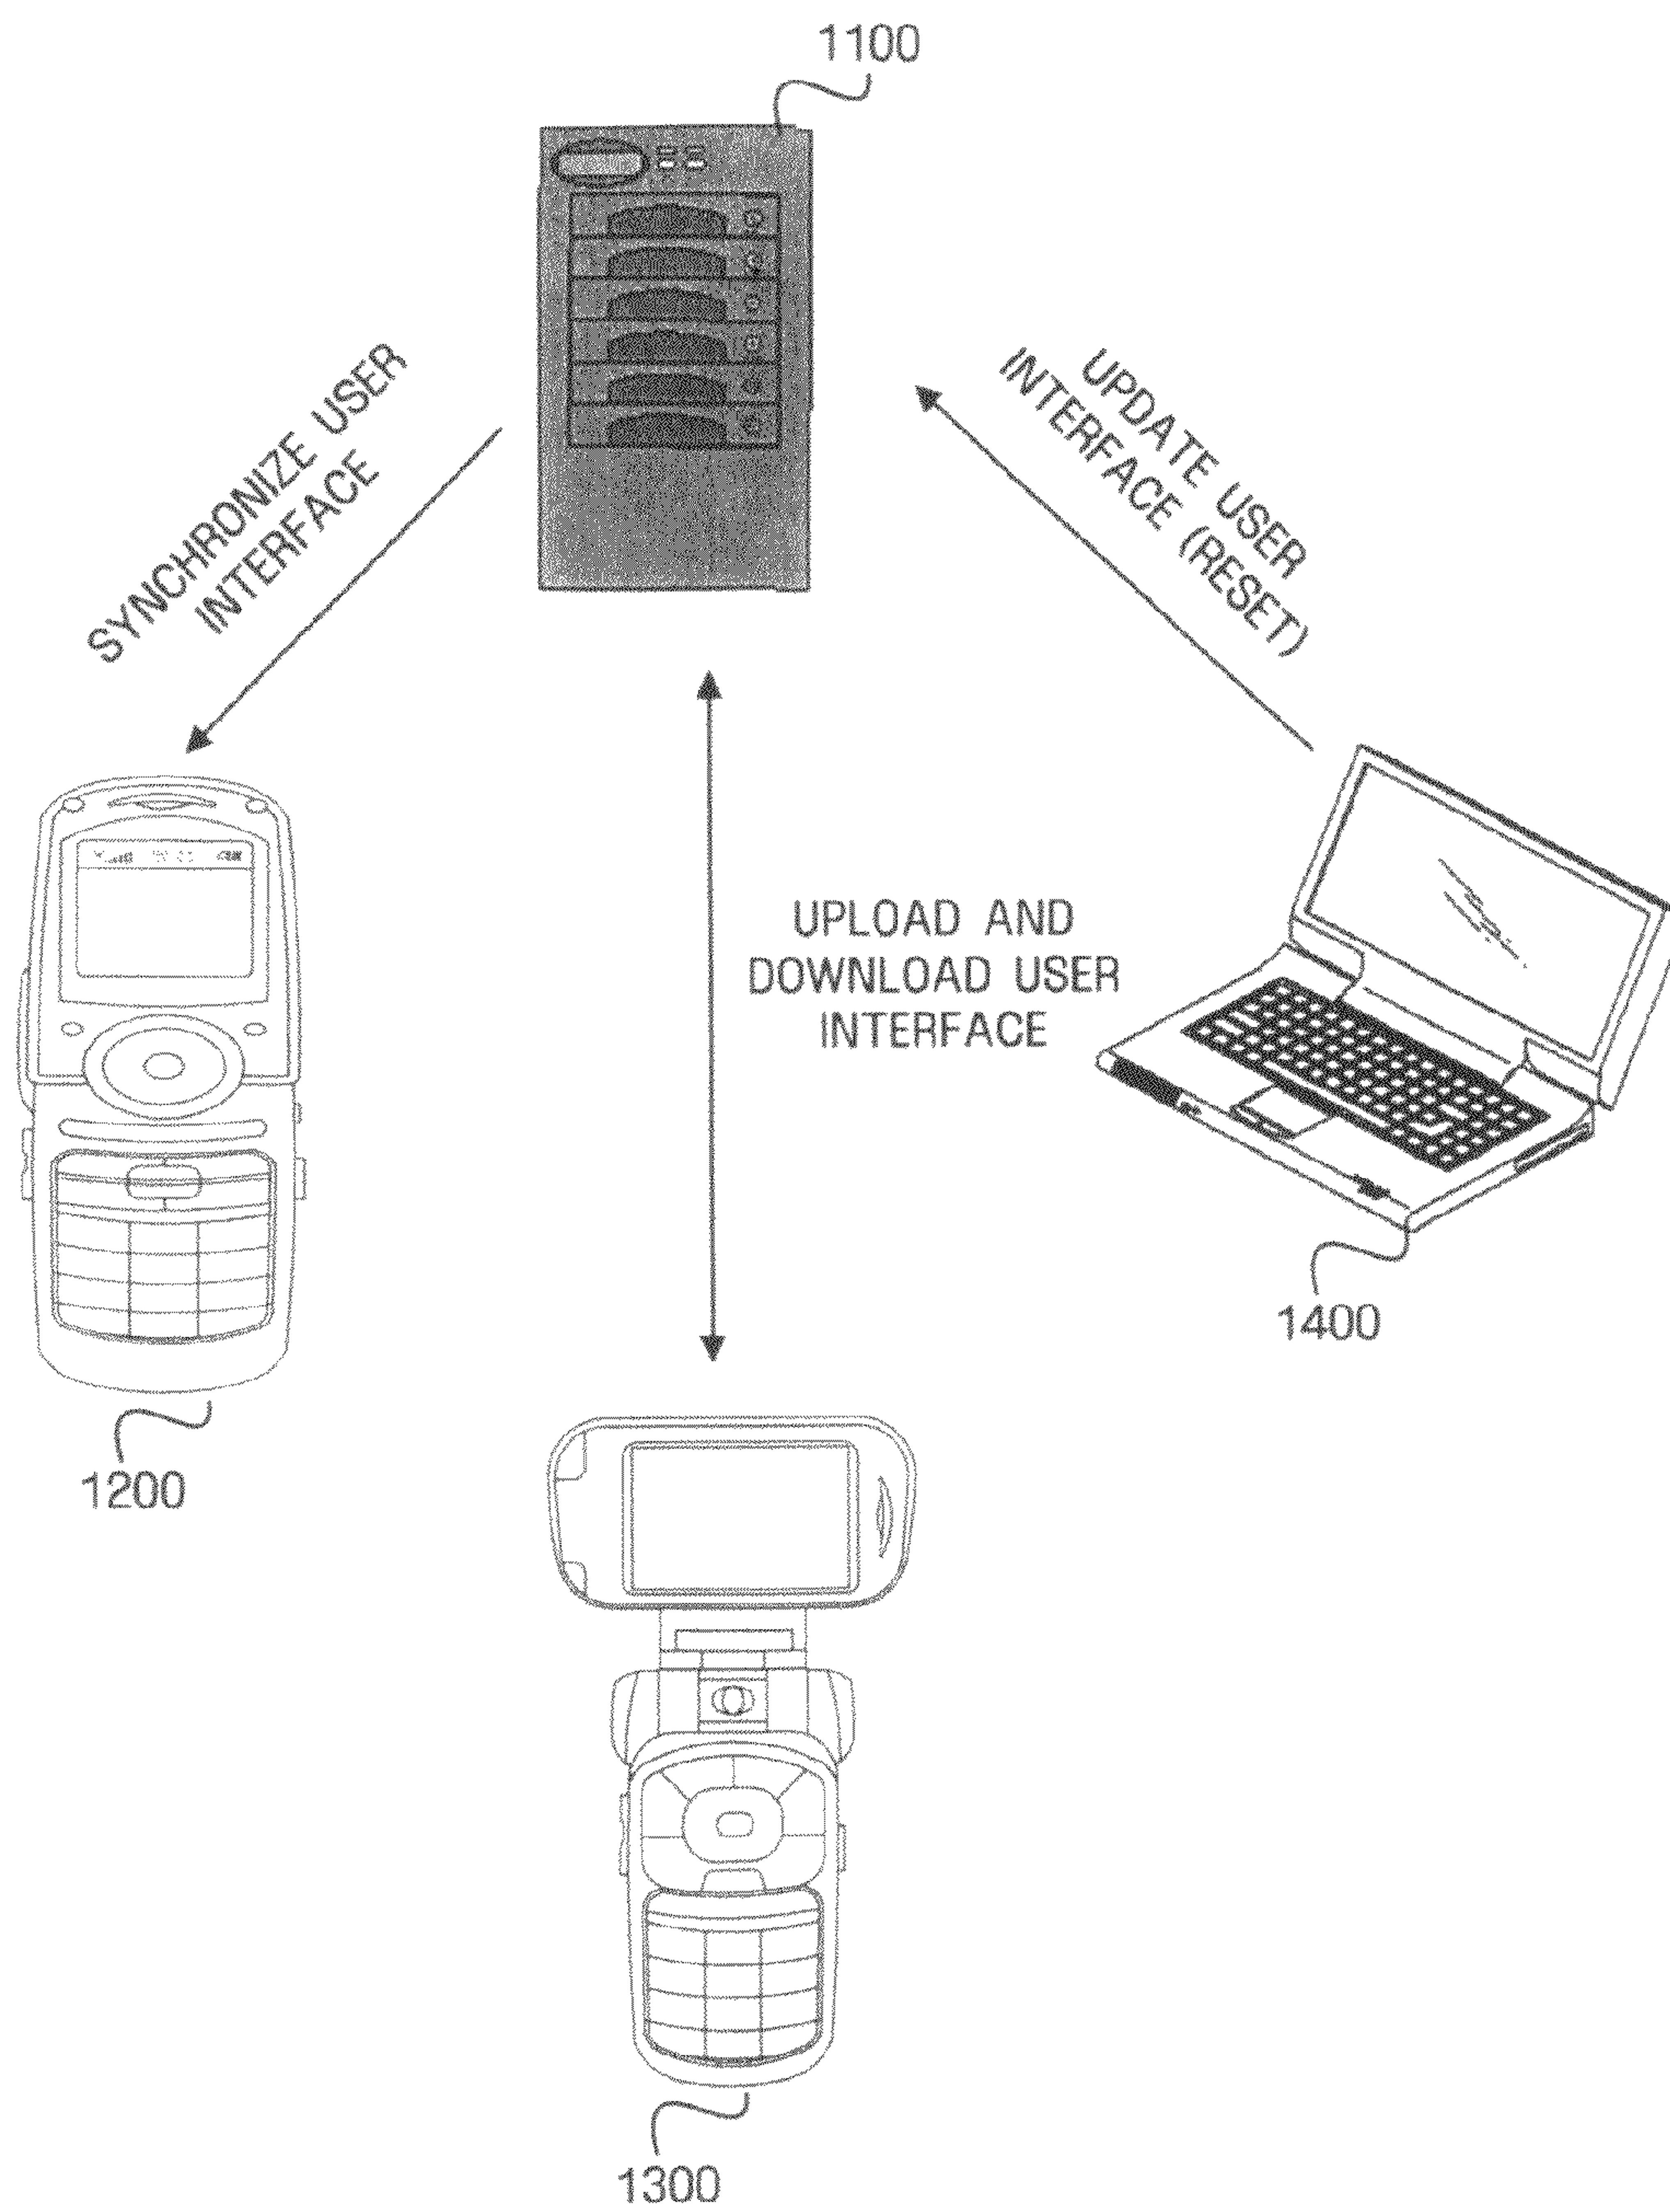 1100
SYNCHRONIZE USER
INTERFACE
UPDATE USER
INTERFACE (RESET)
UPLOAD AND
DOWNLOAD USER
INTERFACE
1400
1200
1300